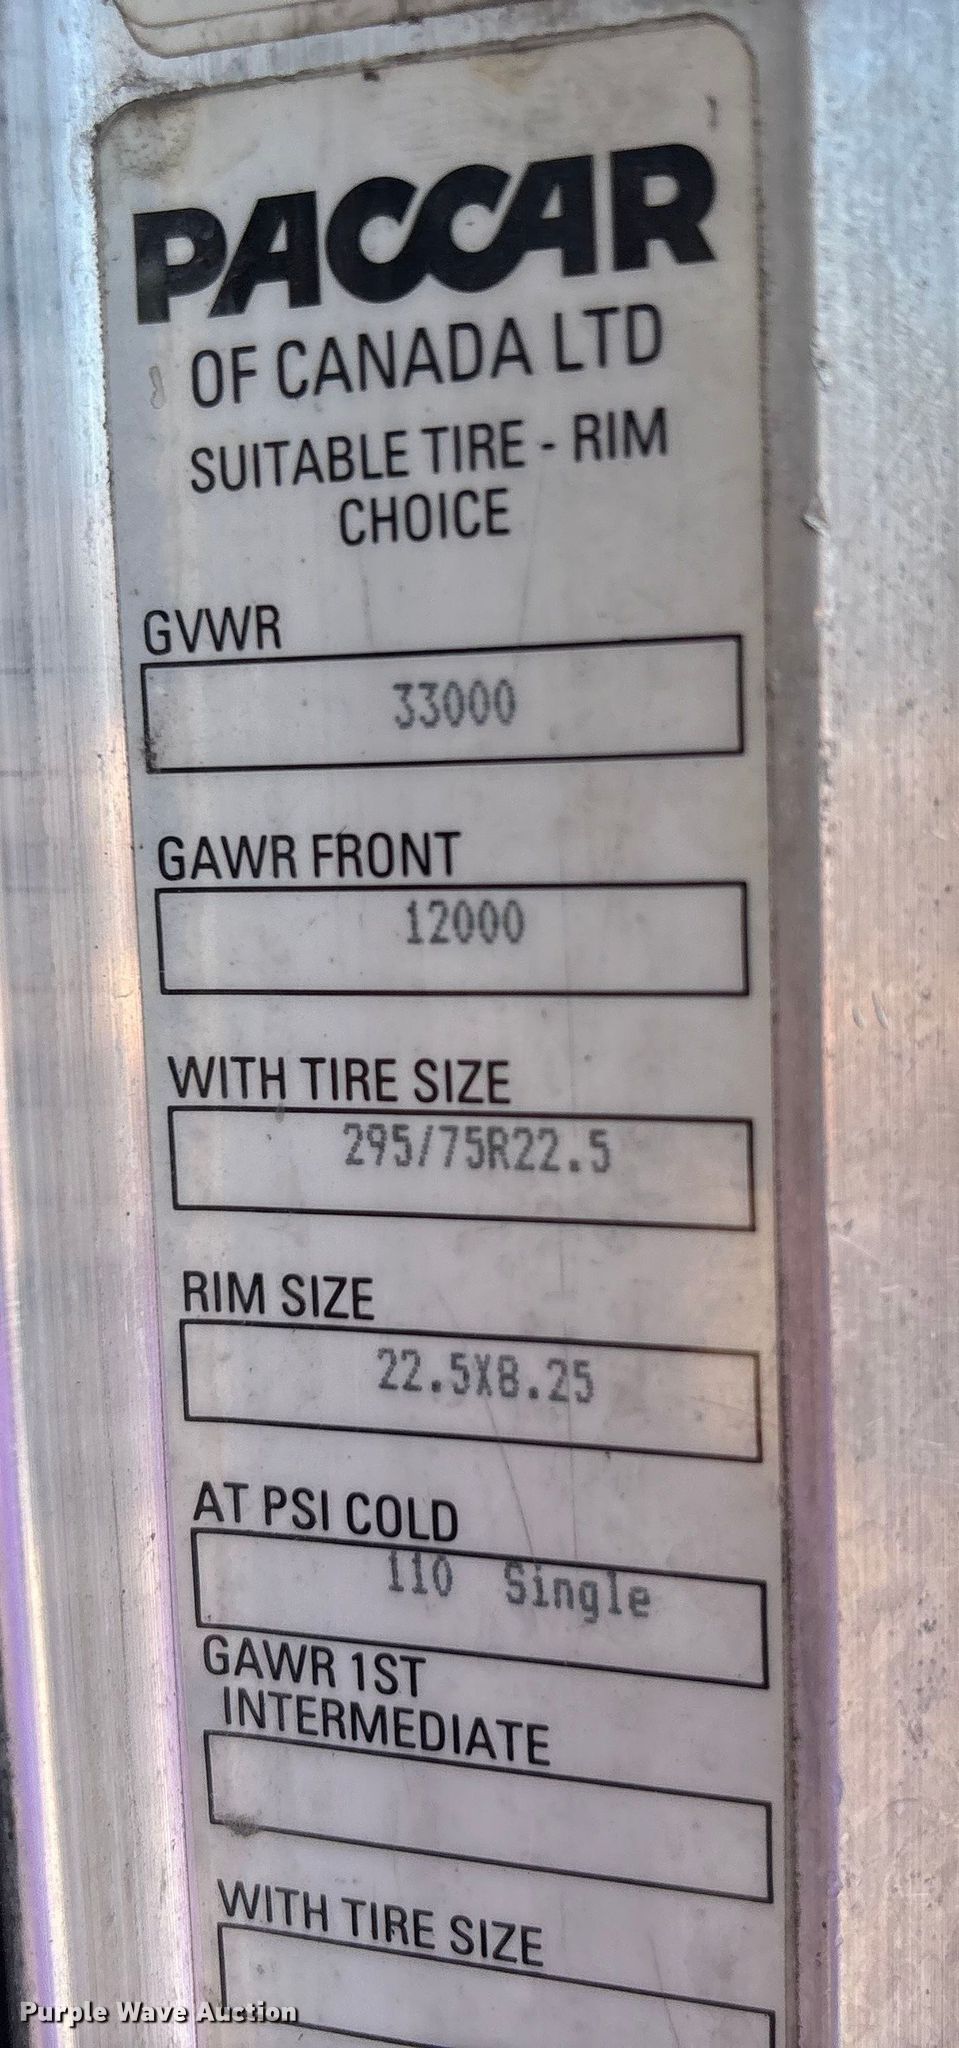 PACCAR
OF CANADA LTD
SUITABLE TIRE - RIM
CHOICE
GVWR
33000
GAWR FRONT
12000
WITH TIRE SIZE
295/75R22.5
RIM SIZE
22.5X8.25
AT PSI COLD
110 Single
GAWR 1ST
INTERMEDIATE
WITH TIRE SIZE
Purple Wave Auction